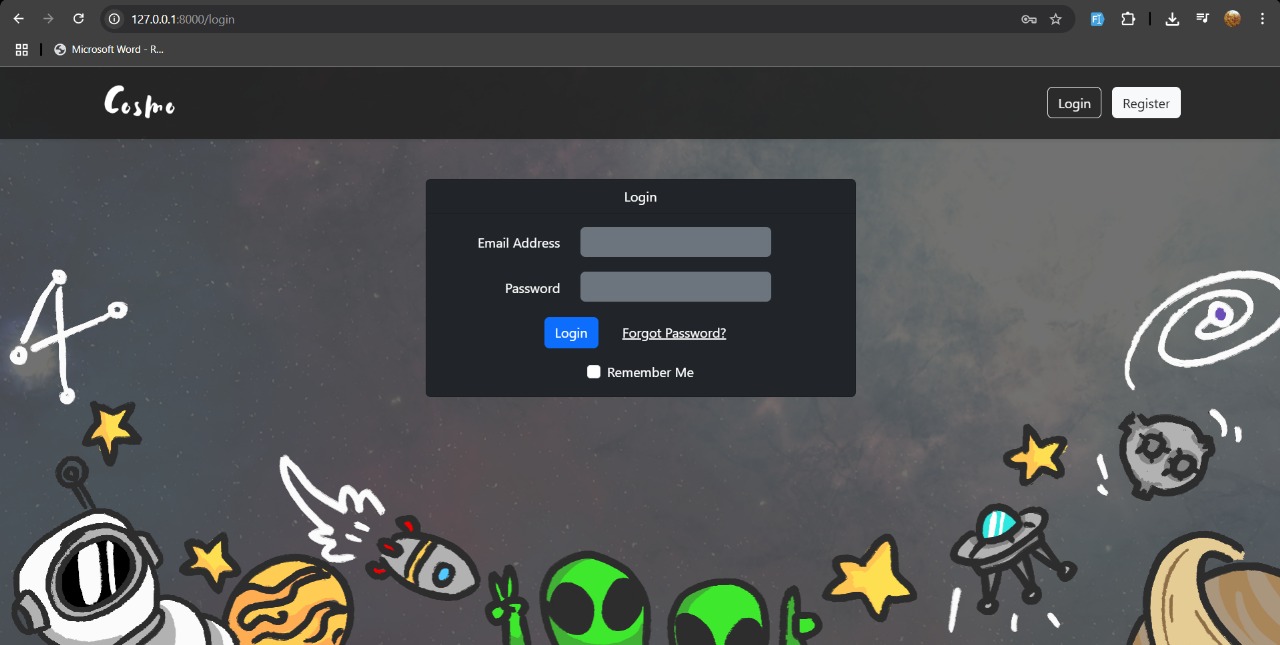 127.0.0.1:8000/login
Microsoft Word - R...
Cosmo
Login
Register
Login
Email Address
Password
Login
Forgot Password?
Remember Me